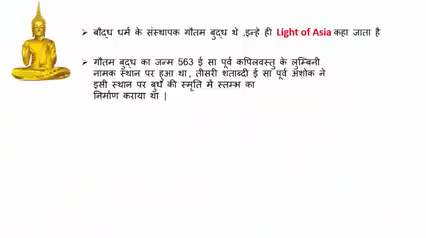 ➢ बौद्ध धर्म के संस्थापक गौतम बुद्ध थे ,इन्हे ही Light of Asia कहा जाता है
➢ गौतम बुद्ध का जन्म 563 ई सा पूर्व कपिलवस्तु के लुम्बिनी
नामक स्थान पर हुआ था , तीसरी शताब्दी ई सा पूर्व अशोक ने
इसी स्थान पर बुध की स्मृति में स्तम्भ का
निर्माण कराया था |